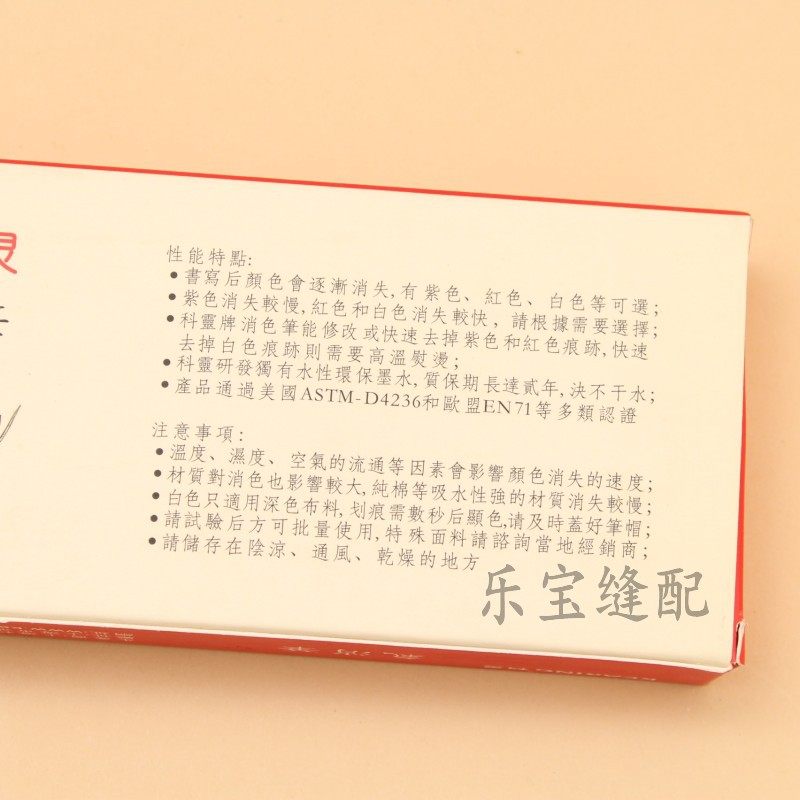 性能特點:
●書寫后顏色會逐漸消失,有紫色、紅色、白色等可選;
●紫色消失較慢,紅色和白色消失較快,請根據需要選擇;
●科靈牌消色筆能修改或快速去掉紫色和紅色痕跡,快速
去掉白色痕跡則需要高溫熨燙;
●科靈研發獨有水性環保墨水,質保期長達貳年,決不干水;
●產品通過美國ASTM-D4236和歐盟EN71等多類認證
注意事項:
●溫度、濕度、空氣的流通等因素會影響顏色消失的速度;
●材質對消色也影響較大,純棉等吸水性強的材質消失較慢;
●白色只適用深色布料,划痕需數秒后顯色,请及時蓋好筆帽;
●請試驗后方可批量使用,特殊面料請諮詢當地經銷商;
●請儲存在陰涼、通風、乾燥的地方
乐宝缝配
氣消筆